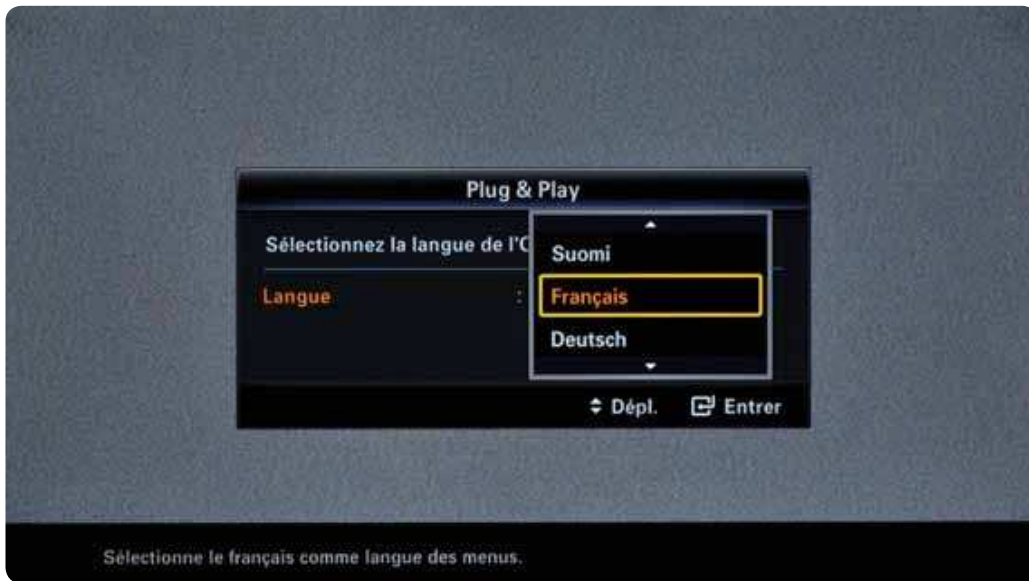 Plug & Play
Sélectionnez la langue de l'O
Suomi
Langue :
Français
Deutsch
Dépl. Entrer
Sélectionne le français comme langue des menus.